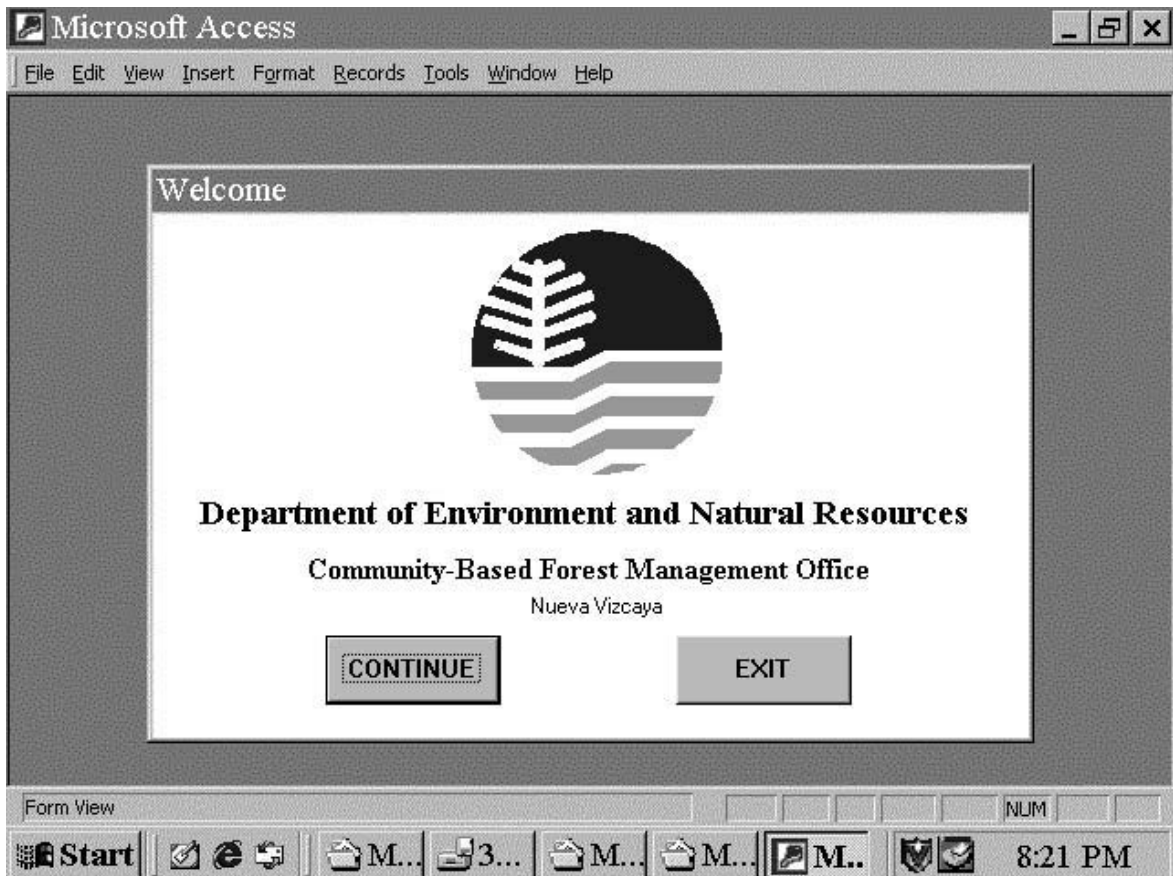 Microsoft Access
File Edit View Insert Format Records Tools Window Help
Welcome
Department of Environment and Natural Resources
Community-Based Forest Management Office
Nueva Vizcaya
CONTINUE EXIT
Form View NUM
Start M... 3... M... M... M.. 8:21 PM